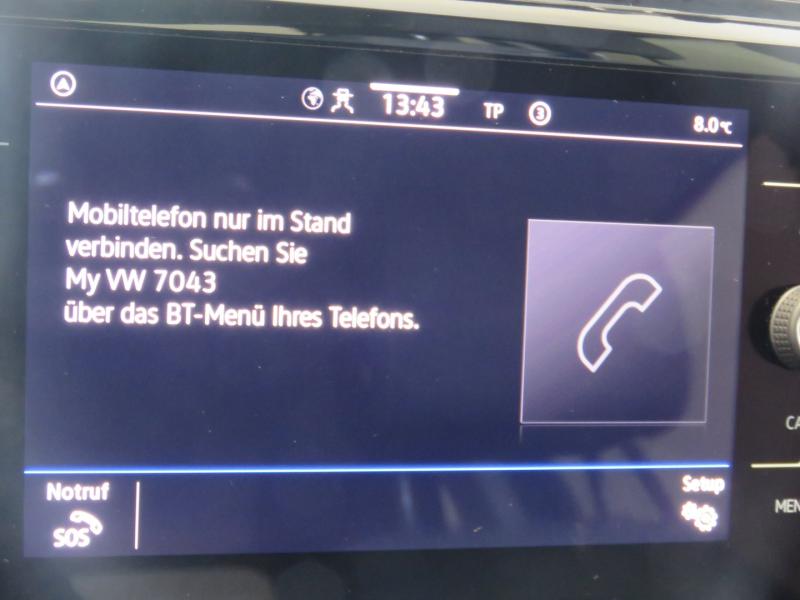 13:43 TP 3 8.0°C
Mobiltelefon nur im Stand
verbinden. Suchen Sie
My VW 7043
über das BT-Menü Ihres Telefons.
Notruf
SOS
Setup